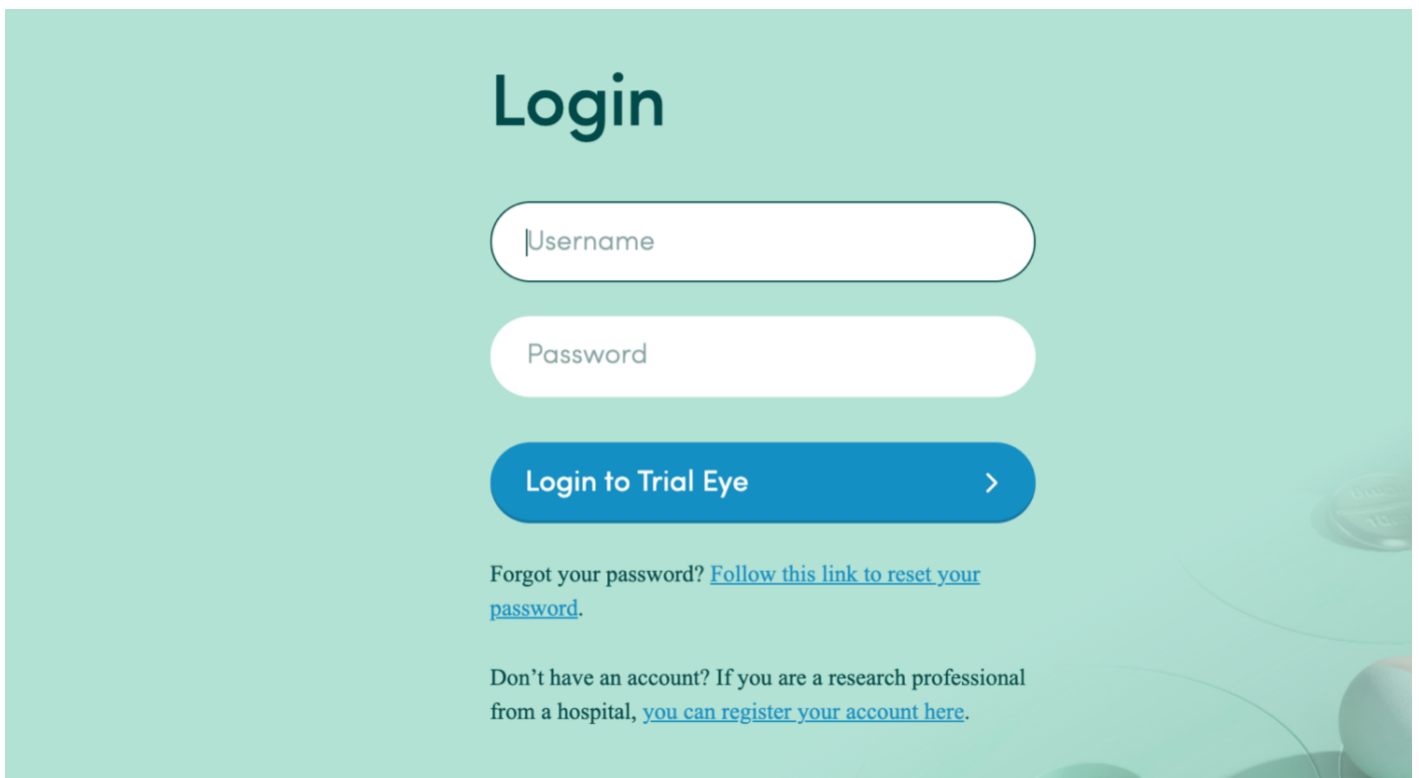 Login
Username
Password
Login to Trial Eye
Forgot your password? Follow this link to reset your
password.
Don’t have an account? If you are a research professional
from a hospital, you can register your account here.